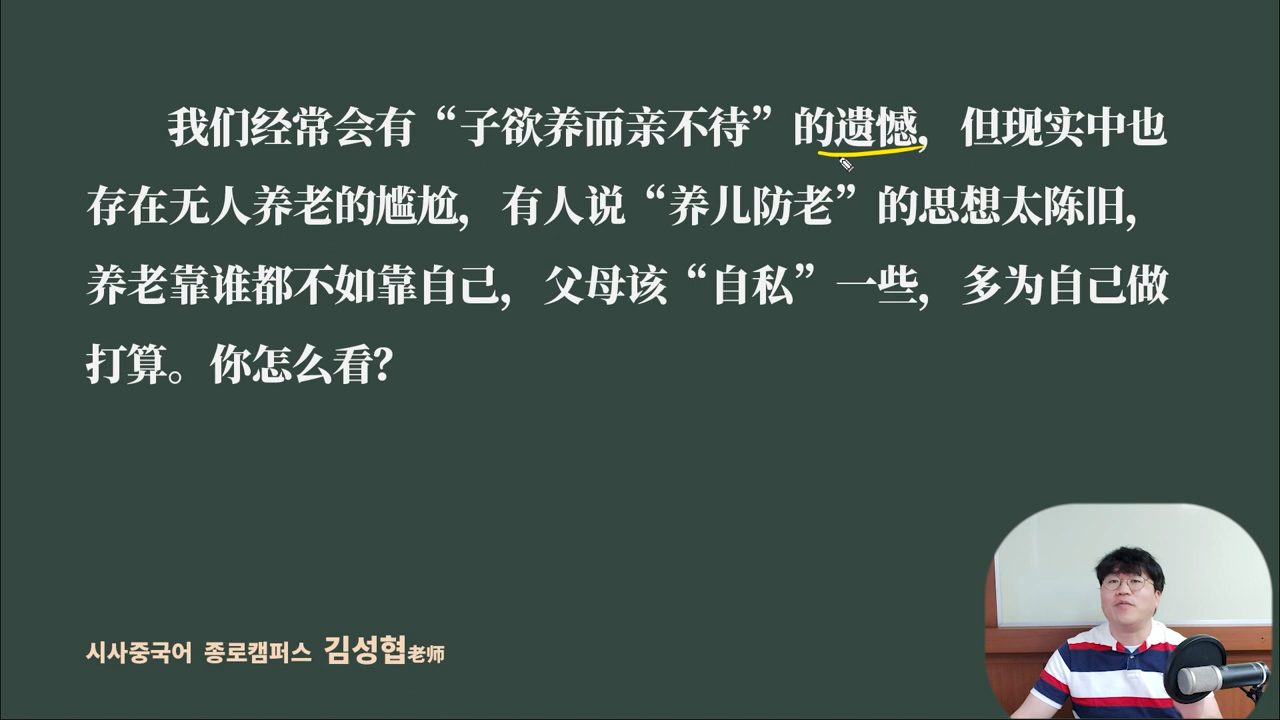 我们经常会有“子欲养而亲不待”的遗憾，但现实中也
存在无人养老的尴尬，有人说“养儿防老”的思想太陈旧，
养老靠谁都不如靠自己，父母该“自私”一些，多为自己做
打算。你怎么看？
시사중국어 종로캠퍼스 김성협老师